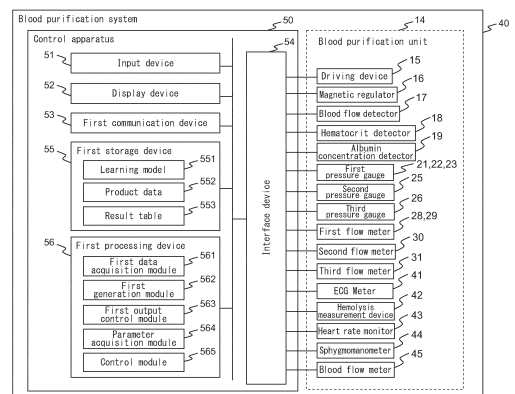 Blood purification system
40
50
Control apparatus
54
51
Input device
52
Display device
53
First communication device
55
First storage device
Learning model
551
Product data
552
Result table
553
56
First processing device
First data
acquisition module
561
First
generation module
562
First output
control module
563
Parameter
acquisition module
564
Control module
565
Interface device
14
Blood purification unit
15
Driving device
16
Magnetic regulator
17
Blood flow detector
18
Hematocrit detector
19
Albumin
concentration detector
21,22,23
First
pressure gauge
25
Second
pressure gauge
26
Third
pressure gauge
28,29
First flow meter
30
Second flow meter
31
Third flow meter
41
ECG Meter
42
Hemolysis
measurement device
43
Heart rate monitor
44
Sphygmomanometer
45
Blood flow meter